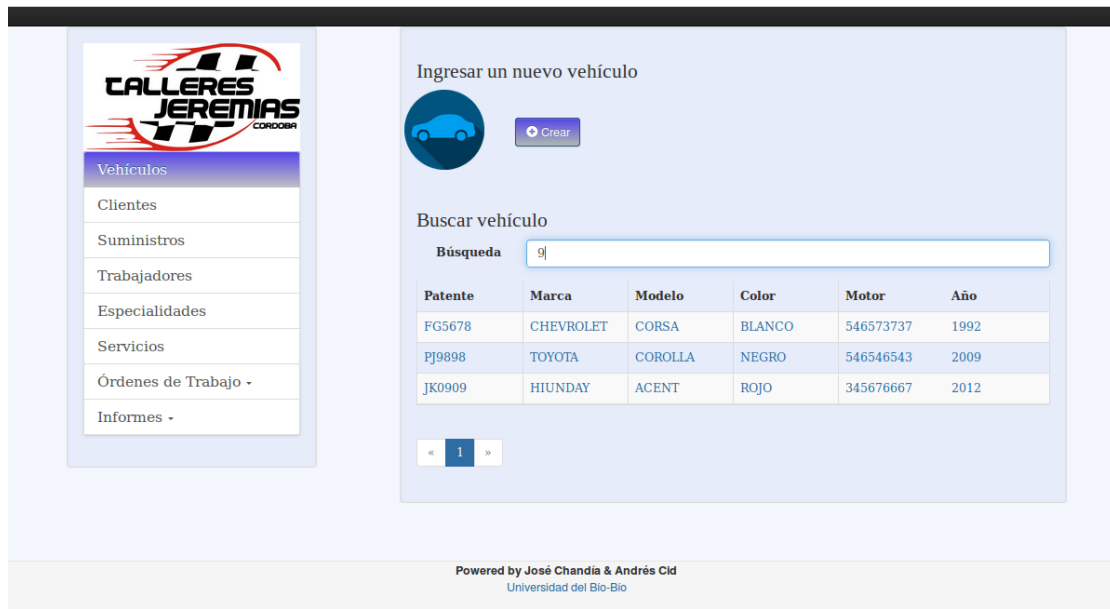 TALLERES
JEREMIAS
CORDOBA
Vehículos
Clientes
Suministros
Trabajadores
Especialidades
Servicios
Órdenes de Trabajo
Informes
Ingresar un nuevo vehículo
Crear
Buscar vehículo
Búsqueda 9
Patente Marca Modelo Color Motor Año
FG5678 CHEVROLET CORSA BLANCO 546573737 1992
PJ9898 TOYOTA COROLLA NEGRO 546546543 2009
JK0909 HIUNDAY ACENT ROJO 345676667 2012
« 1 »
Powered by José Chandía & Andrés Cid
Universidad del Bío-Bío